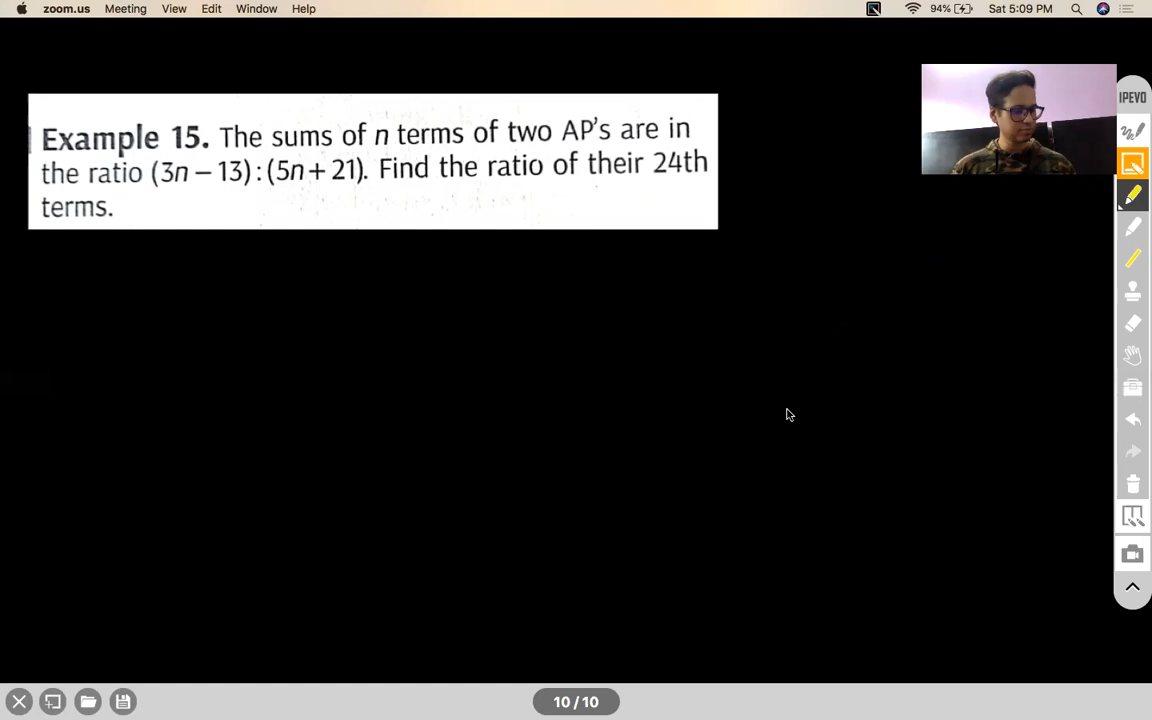 zoom.us Meeting View Edit Window Help 94% Sat 5:09 PM
Example 15. The sums of n terms of two AP's are in
the ratio (3n – 13) : (5n + 21). Find the ratio of their 24th
terms.
IPEVO
10 / 10